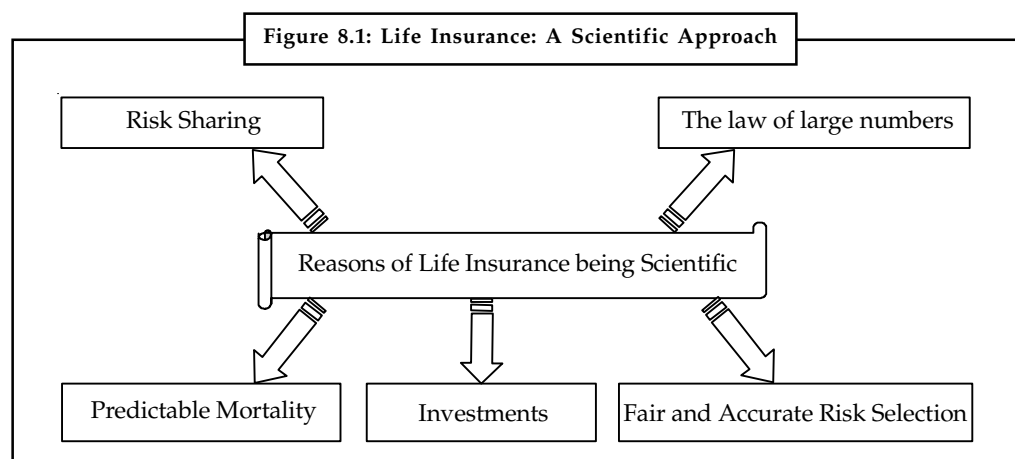 Figure 8.1: Life Insurance: A Scientific Approach
Risk Sharing
The law of large numbers
Reasons of Life Insurance being Scientific
Predictable Mortality
Investments
Fair and Accurate Risk Selection